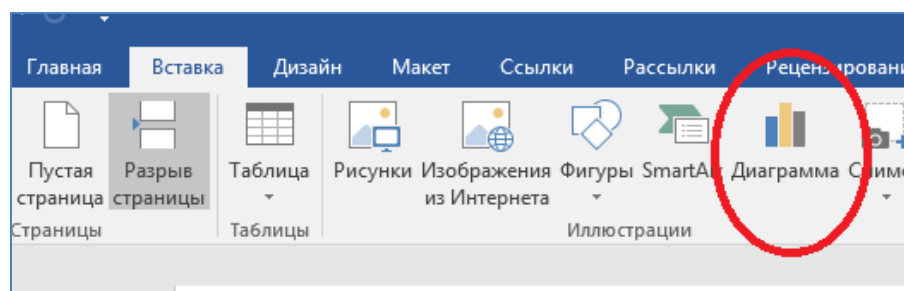 Главная Вставка Дизайн Макет Ссылки Рассылки
Пустая Разрыв Таблица Рисунки Изображения Фигуры Диаграмма
страница страницы из Интернета
Страницы Таблицы Иллюстрации